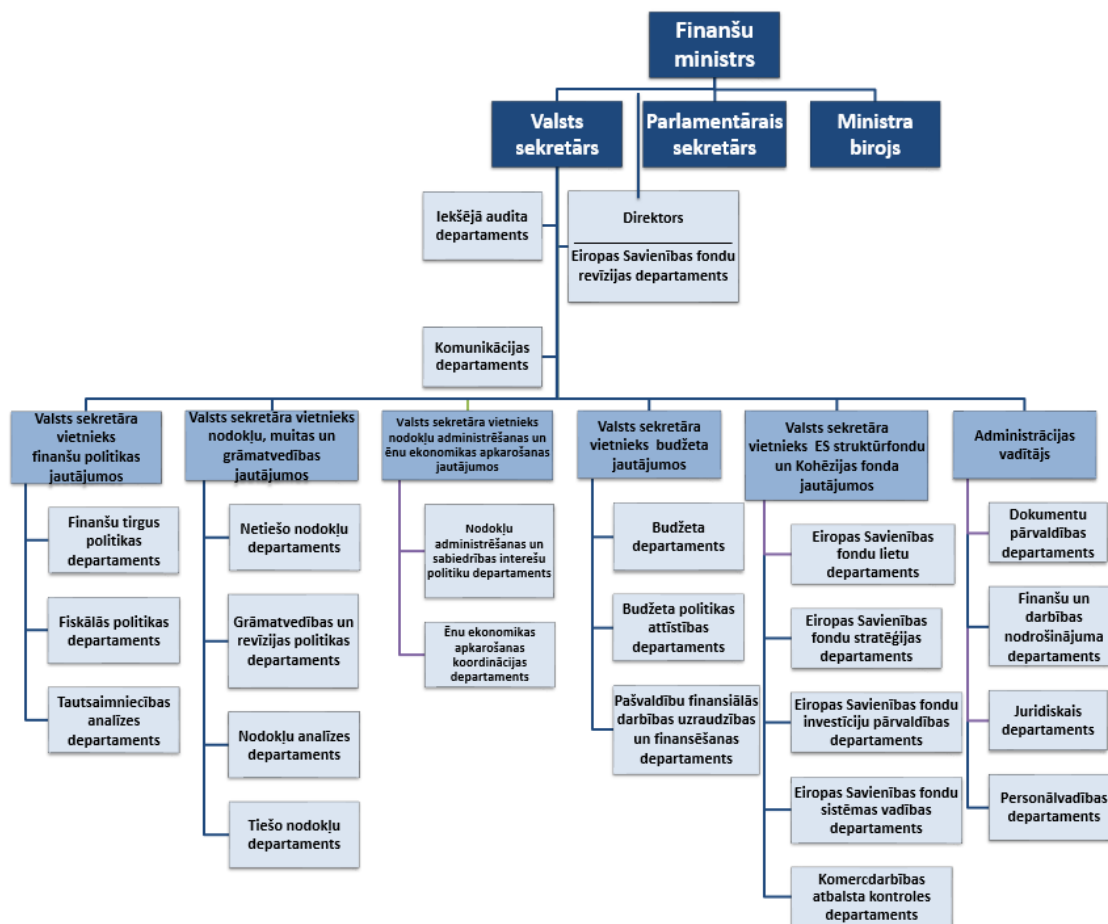 Finanšu
ministrs
Valsts
sekretārs
Parlamentārais
sekretārs
Ministra
birojs
Iekšējā audita
departaments
Direktors
Eiropas Savienības fondu
revīzijas departaments
Komunikācijas
departaments
Valsts sekretāra
vietnieks
finanšu politikas
jautājumos
Finanšu tirgus
politikas
departaments
Fiskālās politikas
departaments
Tautsaimniecības
analīzes
departaments
Valsts sekretāra vietnieks
nodokļu, muitas un
grāmatvedības
jautājumos
Netiešo nodokļu
departaments
Grāmatvedības un
revīzijas politikas
departaments
Nodokļu analīzes
departaments
Tiešo nodokļu
departaments
Valsts sekretāra vietnieks
nodokļu administrēšanas un
ēnu ekonomikas apkarošanas
jautājumos
Nodokļu
administrēšanas un
sabiedrības interešu
politiku departaments
Ēnu ekonomikas
apkarošanas
koordinācijas
departaments
Valsts sekretāra
vietnieks budžeta
jautājumos
Budžeta
departaments
Budžeta politikas
attīstības
departaments
Pašvaldību finansiālās
darbības uzraudzības
un finansēšanas
departaments
Valsts sekretāra
vietnieks ES struktūrfondu
un Kohēzijas fonda
jautājumos
Eiropas Savienības
fondu lietu
departaments
Eiropas Savienības
fondu stratēģijas
departaments
Eiropas Savienības fondu
investīciju pārvaldības
departaments
Eiropas Savienības fondu
sistēmas vadības
departaments
Komercdarbības
atbalsta kontroles
departaments
Administrācijas
vadītājs
Dokumentu
pārvaldības
departaments
Finanšu un
darbības
nodrošinājuma
departaments
Juridiskais
departaments
Personālvadības
departaments